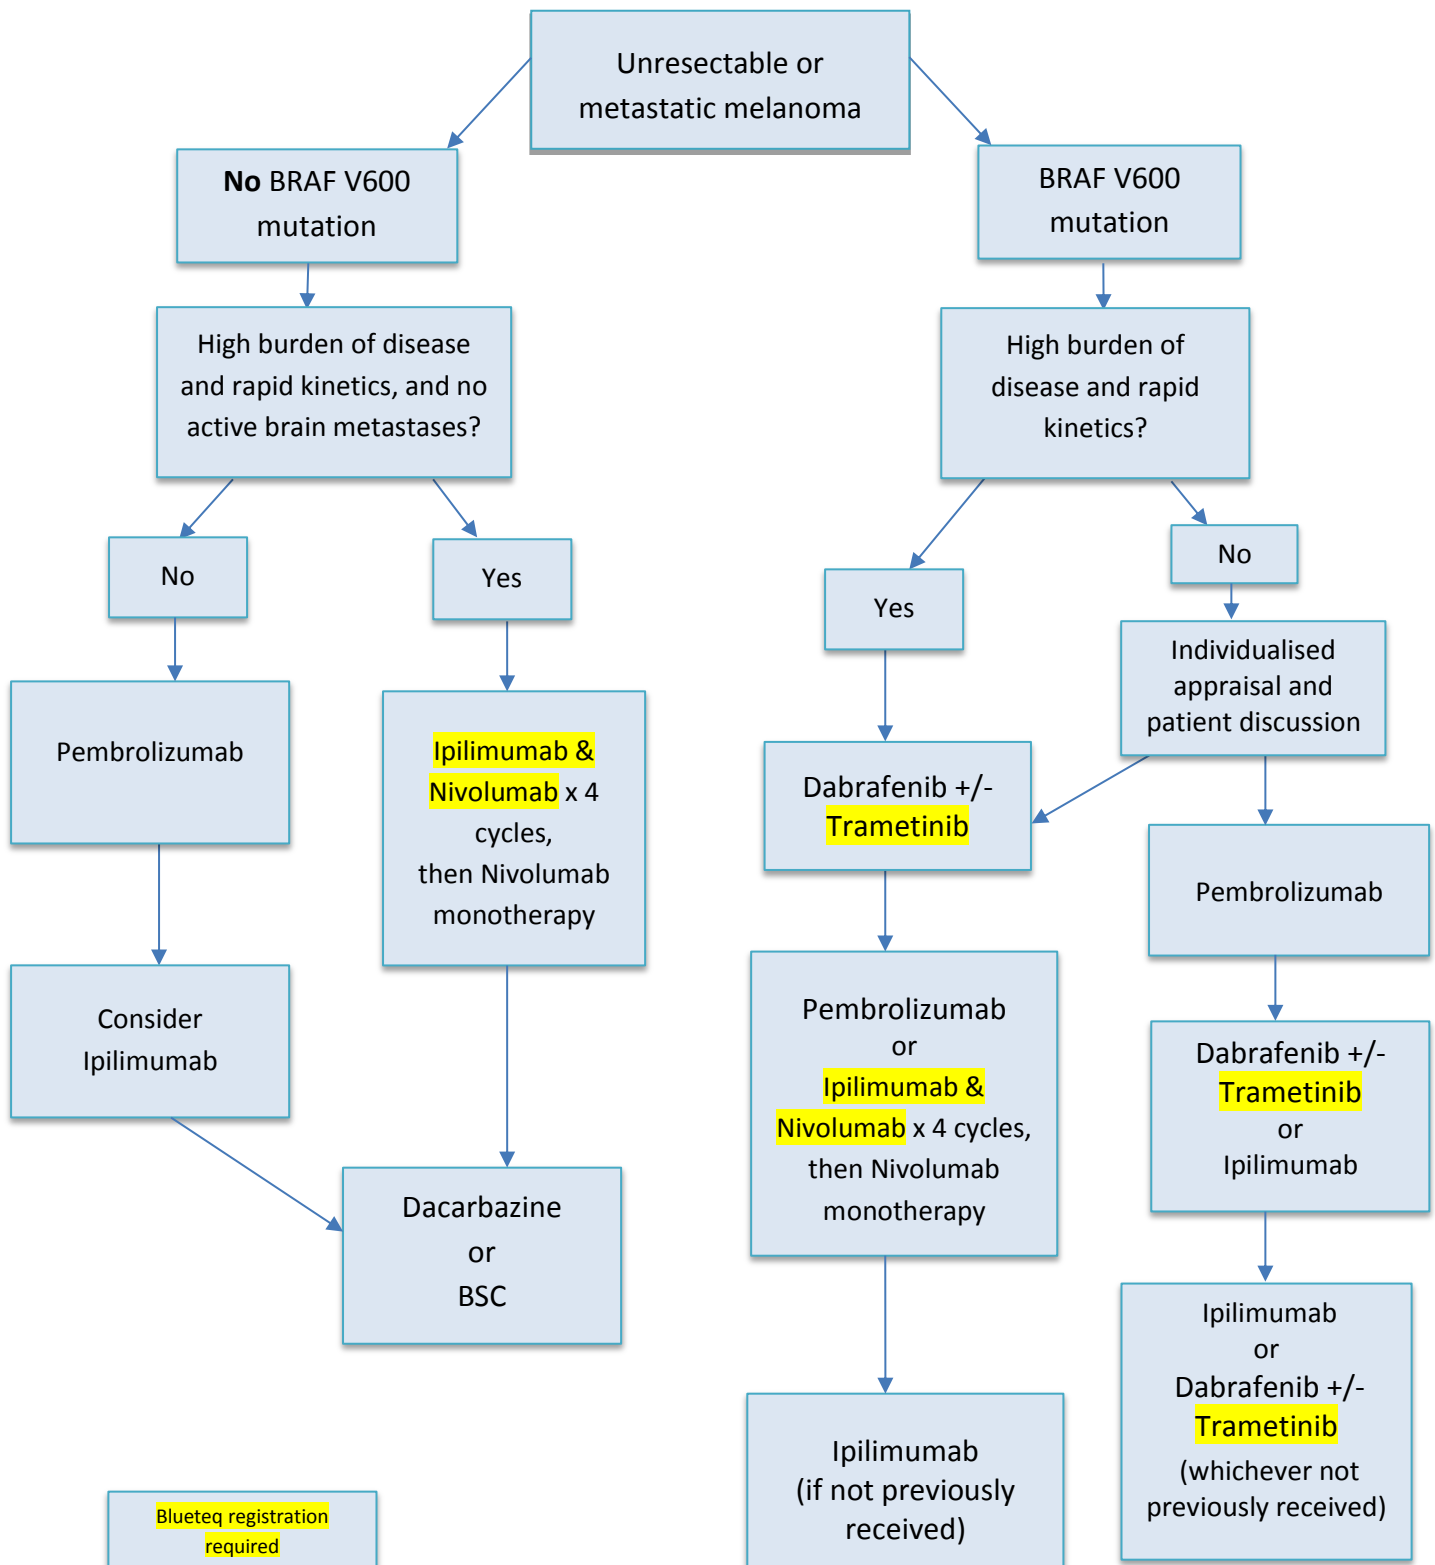 Unresectable or
metastatic melanoma
No BRAF V600
mutation
BRAF V600
mutation
High burden of disease
and rapid kinetics, and no
active brain metastases?
High burden of
disease and rapid
kinetics?
No
Yes
Yes
No
Individualised
appraisal and
patient discussion
Pembrolizumab
Ipilimumab &
Nivolumab x 4
cycles,
then Nivolumab
monotherapy
Dabrafenib +/-
Trametinib
Pembrolizumab
Consider
Ipilimumab
Pembrolizumab
or
Ipilimumab &
Nivolumab x 4 cycles,
then Nivolumab
monotherapy
Dabrafenib +/-
Trametinib
or
Ipilimumab
Dacarbazine
or
BSC
Ipilimumab
(if not previously
received)
Ipilimumab
or
Dabrafenib +/-
Trametinib
(whichever not
previously received)
Blueteq registration
required